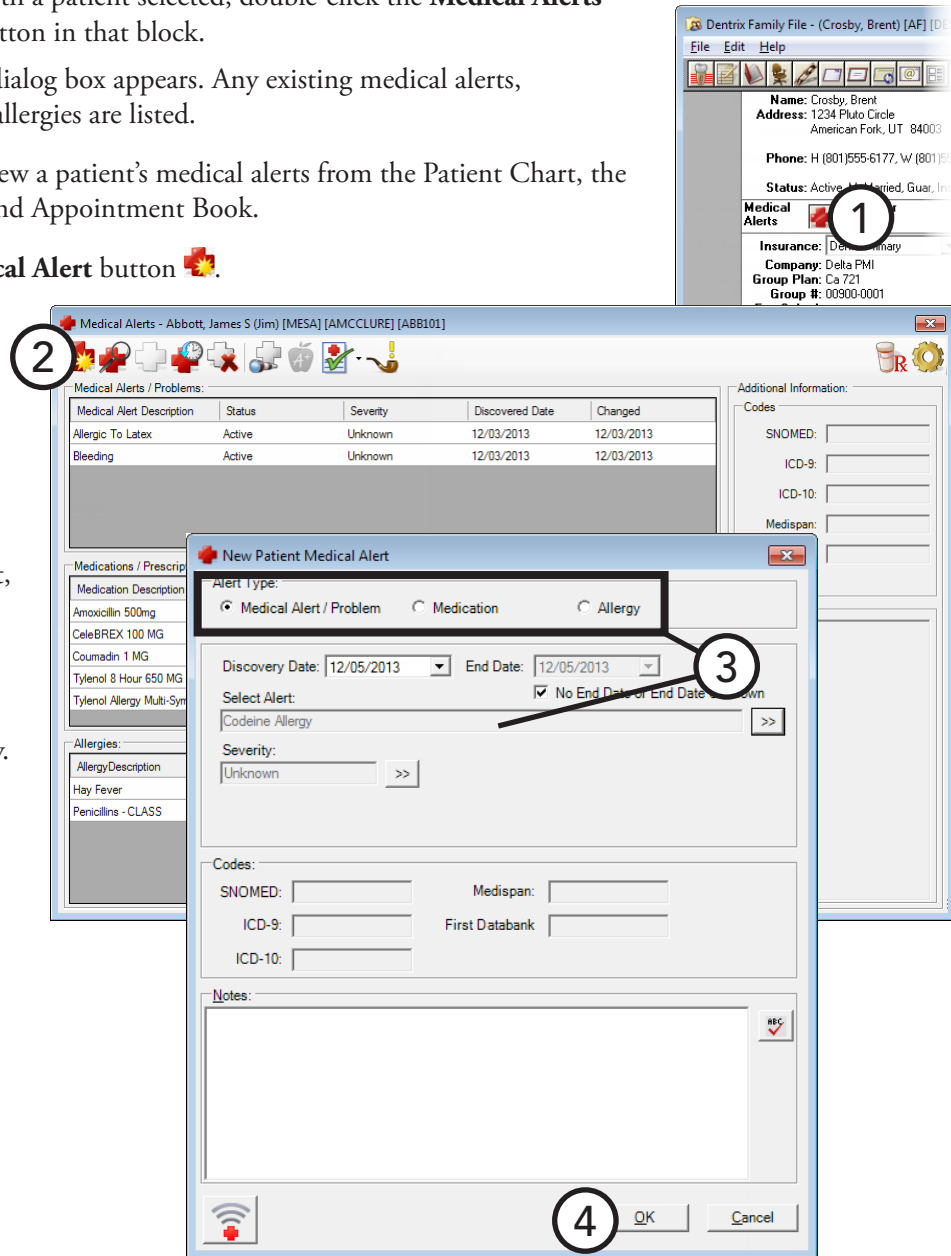 th a patient selected, double-click the Medical Alerts
tton in that block.
dialog box appears. Any existing medical alerts,
allergies are listed.
ew a patient's medical alerts from the Patient Chart, the
nd Appointment Book.
cal Alert button
.
t,
y.
Dentrix Family File - (Crosby, Brent) [AF] [DE
File Edit Help
Name: Crosby, Brent
Address: 1234 Pluto Circle
American Fork, UT 84003
Phone: H (801)555-6177, W (801)5
Status: Active, M, Married, Guar, In
Medical
Alerts
1
Insurance:
Company: Delta PMI
Group Plan: Ca 721
Group #: 00900-0001
2
Medical Alerts - Abbott, James S (Jim) [MESA] [AMCCLURE] [ABB101]
Medical Alerts / Problems:
Medical Alert Description Status Severity Discovered Date Changed
Allergic To Latex Active Unknown 12/03/2013 12/03/2013
Bleeding Active Unknown 12/03/2013 12/03/2013
Additional Information:
Codes
SNOMED:
ICD-9:
ICD-10:
Medispan:
Medications / Prescrip
Medication Description
Amoxicillin 500mg
CeleBREX 100 MG
Coumadin 1 MG
Tylenol 8 Hour 650 MG
Tylenol Allergy Multi-Sym
Allergies:
AllergyDescription
Hay Fever
Penicillins - CLASS
New Patient Medical Alert
Alert Type:
Medical Alert / Problem Medication Allergy
3
Discovery Date: 12/05/2013 End Date: 12/05/2013
No End Date or End Date Unknown
Select Alert:
Codeine Allergy >>
Severity:
Unknown >>
Codes:
SNOMED: Medispan:
ICD-9: First Databank
ICD-10:
Notes:
ABC
4
OK Cancel